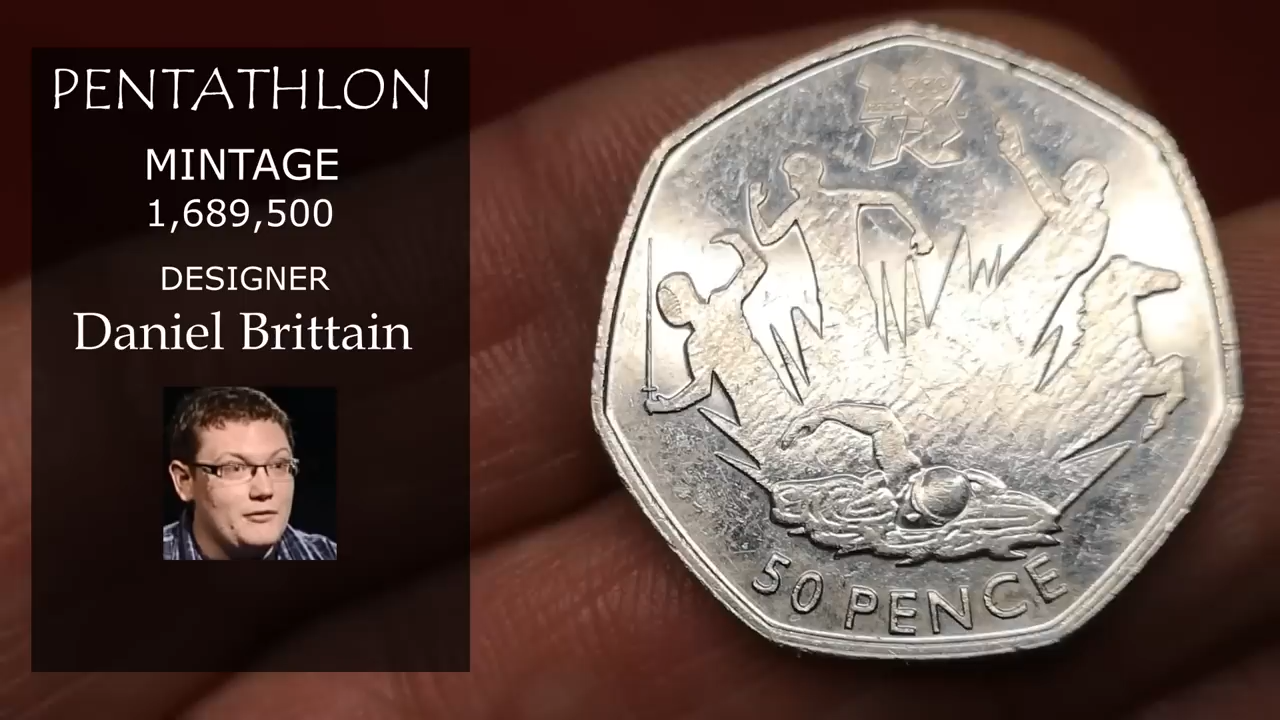 PENTATHLON
MINTAGE
1,689,500
DESIGNER
Daniel Brittain
50 PENCE